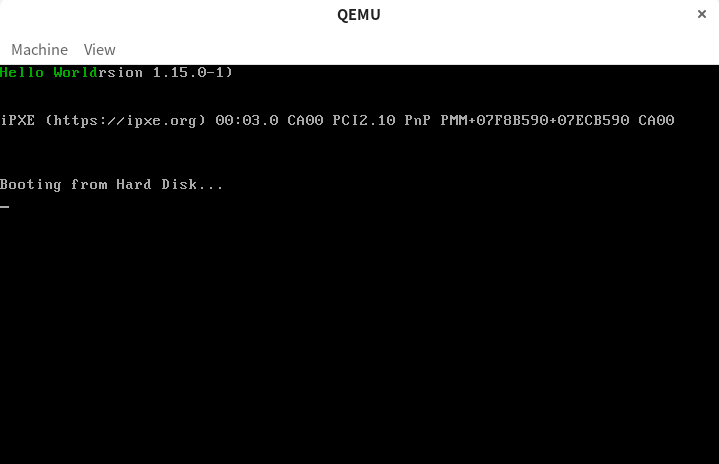 QEMU
Machine View
Hello Worldrsion 1.15.0-1)
iPXE (https://ipxe.org) 00:03.0 CA00 PCI2.10 PnP PMM+07F8B590+07ECB590 CA00
Booting from Hard Disk...